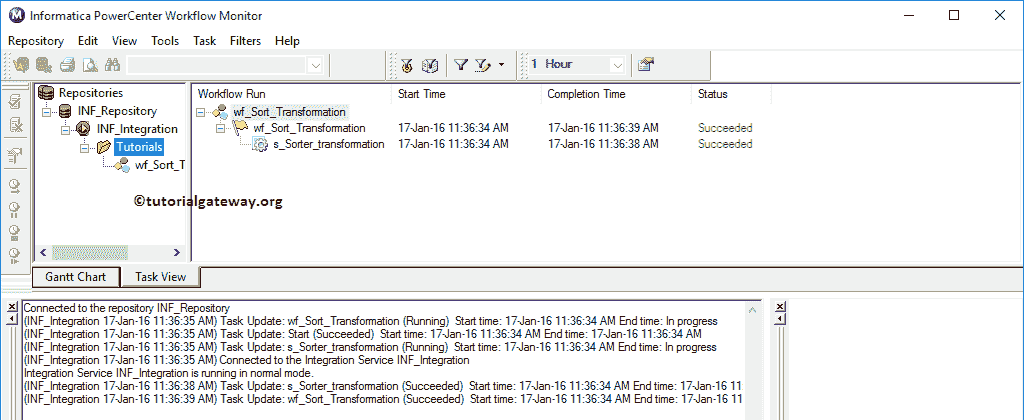 Informatica PowerCenter Workflow Monitor
Repository Edit View Tools Task Filters Help
1 Hour
Repositories
INF_Repository
INF_Integration
Tutorials
wf_Sort_T
Workflow Run Start Time Completion Time Status
wf_Sort_Transformation
wf_Sort_Transformation 17-Jan-16 11:36:34 AM 17-Jan-16 11:36:39 AM Succeeded
s_Sorter_transformation 17-Jan-16 11:36:34 AM 17-Jan-16 11:36:38 AM Succeeded
©tutorialgateway.org
Gantt Chart Task View
Connected to the repository INF_Repository
(INF_Integration 17-Jan-16 11:36:35 AM) Task Update: wf_Sort_Transformation (Running) Start time: 17-Jan-16 11:36:34 AM End time: In progress
(INF_Integration 17-Jan-16 11:36:35 AM) Task Update: Start (Succeeded) Start time: 17-Jan-16 11:36:34 AM End time: 17-Jan-16 11:36:34 AM
(INF_Integration 17-Jan-16 11:36:35 AM) Task Update: s_Sorter_transformation (Running) Start time: 17-Jan-16 11:36:34 AM End time: In progress
(INF_Integration 17-Jan-16 11:36:35 AM) Connected to the Integration Service INF_Integration
Integration Service INF_Integration is running in normal mode.
(INF_Integration 17-Jan-16 11:36:38 AM) Task Update: s_Sorter_transformation (Succeeded) Start time: 17-Jan-16 11:36:34 AM End time: 17-Jan-16 11:
(INF_Integration 17-Jan-16 11:36:39 AM) Task Update: wf_Sort_Transformation (Succeeded) Start time: 17-Jan-16 11:36:34 AM End time: 17-Jan-16 11